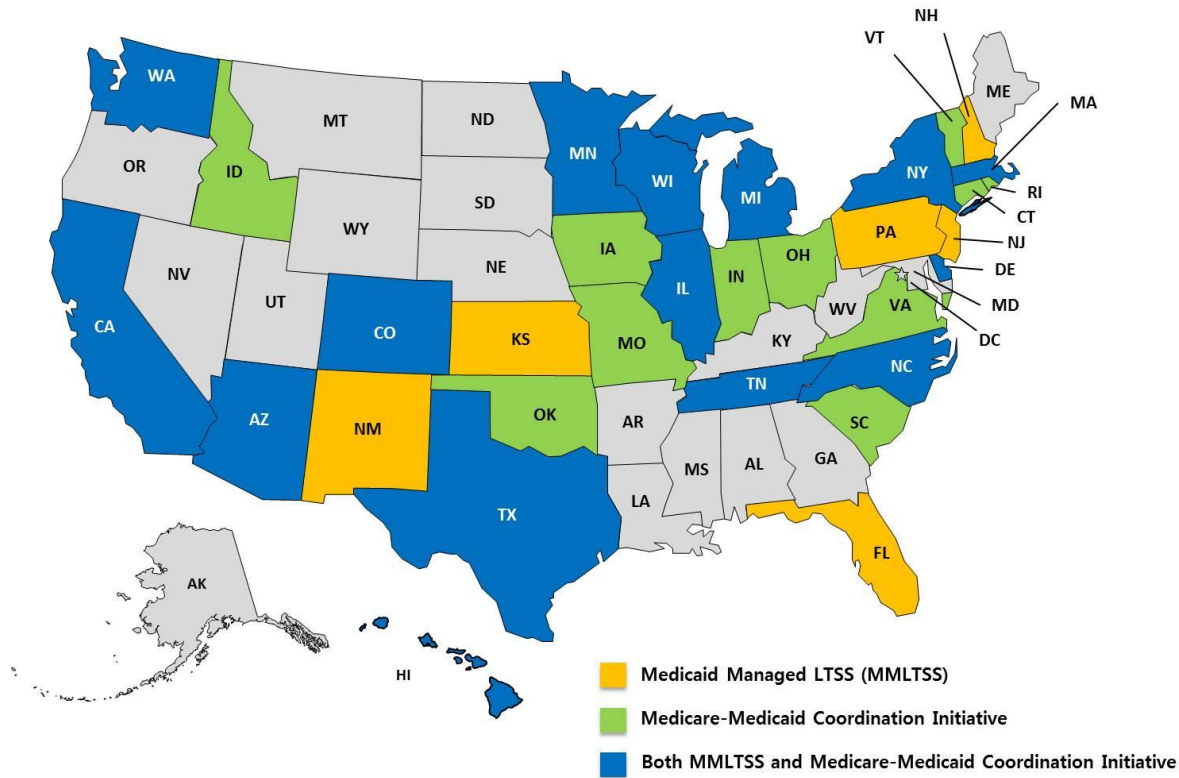 NH
VT
WA
ME
MT
ND
MA
OR
MN
ID
WI
NY
SD
MI
RI
WY
CT
PA
IA
NJ
NE
OH
NV
IN
DE
UT
IL
MD
CA
CO
WV
VA
KS
MO
KY
DC
NC
TN
AZ
OK
NM
AR
SC
MS
AL
GA
LA
TX
FL
AK
HI
Medicaid Managed LTSS (MMLTSS)
Medicare-Medicaid Coordination Initiative
Both MMLTSS and Medicare-Medicaid Coordination Initiative